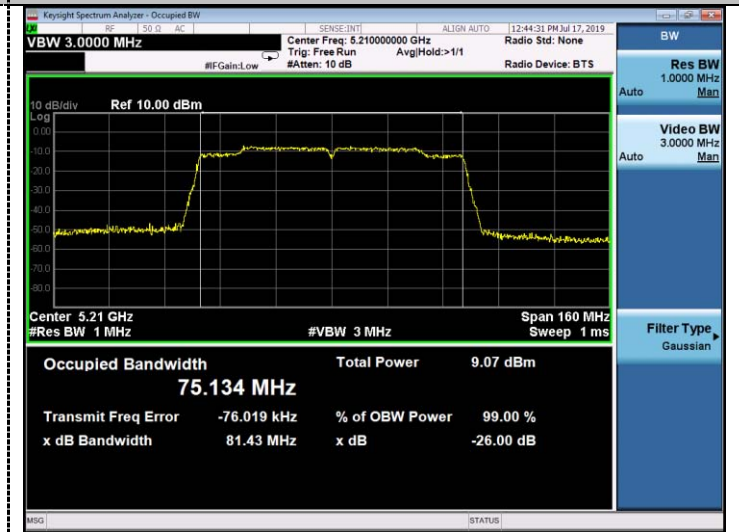 Keysight Spectrum Analyzer - Occupied BW
RF 50 Ω AC SENSE:INT ALIGN AUTO 12:44:31 PM Jul 17, 2019
VBW 3.0000 MHz
Center Freq: 5.210000000 GHz
Radio Std: None
Trig: Free Run Avg|Hold:>1/1
#IFGain:Low
#Atten: 10 dB
Radio Device: BTS
BW
Res BW
1.0000 MHz
Auto Man
Video BW
3.0000 MHz
Auto Man
Filter Type
Gaussian
10 dB/div Ref 10.00 dBm
Log
0.00
-10.0
-20.0
-30.0
-40.0
-50.0
-60.0
-70.0
-80.0
Center 5.21 GHz Span 160 MHz
#Res BW 1 MHz #VBW 3 MHz Sweep 1 ms
Occupied Bandwidth Total Power 9.07 dBm
75.134 MHz
Transmit Freq Error -76.019 kHz % of OBW Power 99.00 %
x dB Bandwidth 81.43 MHz x dB -26.00 dB
MSG STATUS